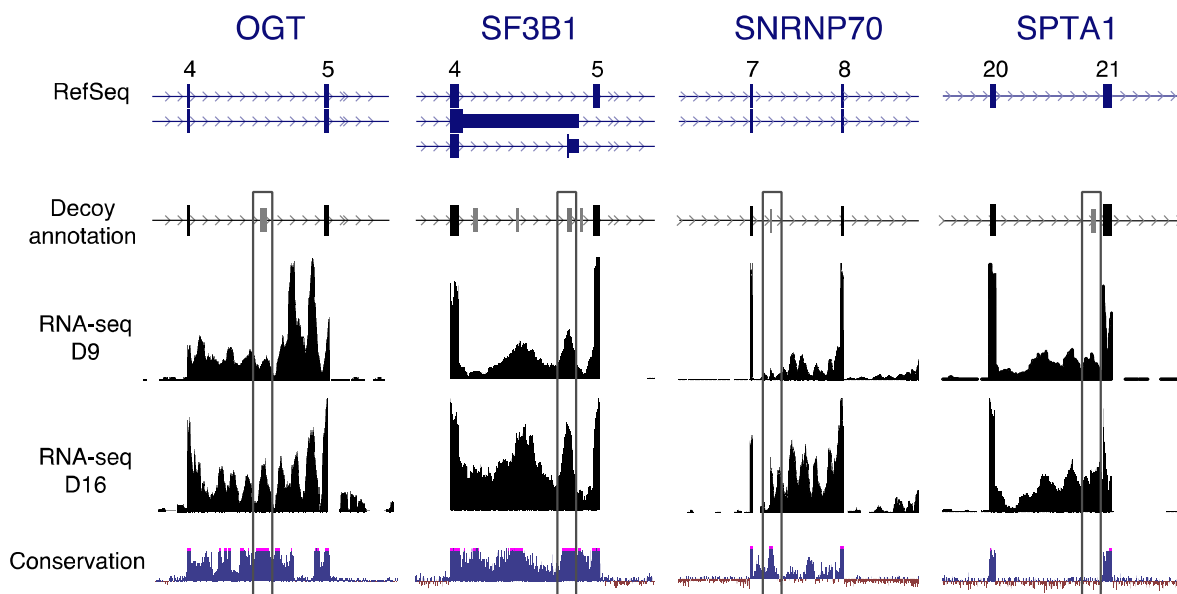 OGT SF3B1 SNRNP70 SPTA1
4 5 4 5 7 8 20 21
RefSeq
Decoy
annotation
RNA-seq
D9
RNA-seq
D16
Conservation